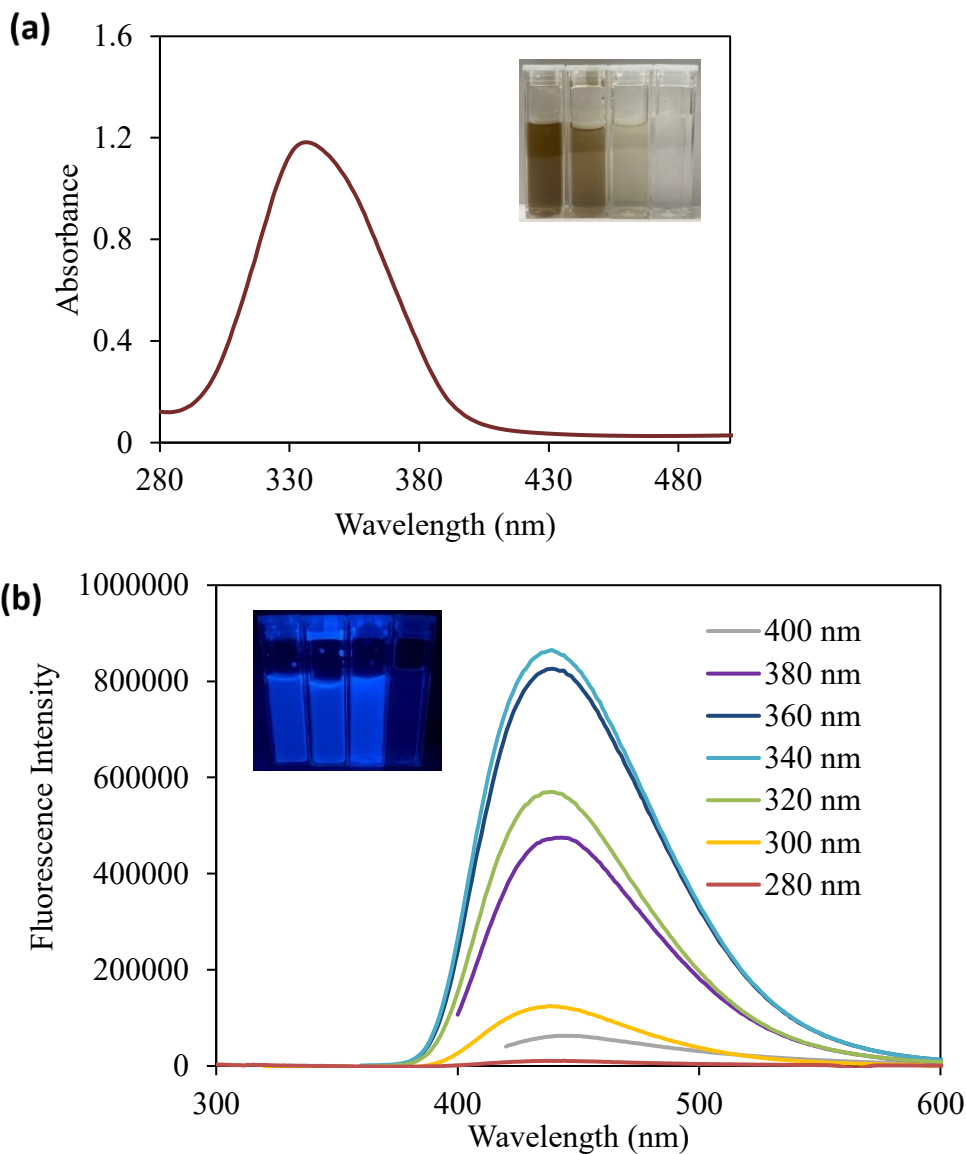 (a)
1.6
1.2
0.8
0.4
0
Absorbance
280 330 380 430 480
Wavelength (nm)
(b)
1000000
800000
600000
400000
200000
0
Fluorescence Intensity
400 nm
380 nm
360 nm
340 nm
320 nm
300 nm
280 nm
300 400 500 600
Wavelength (nm)